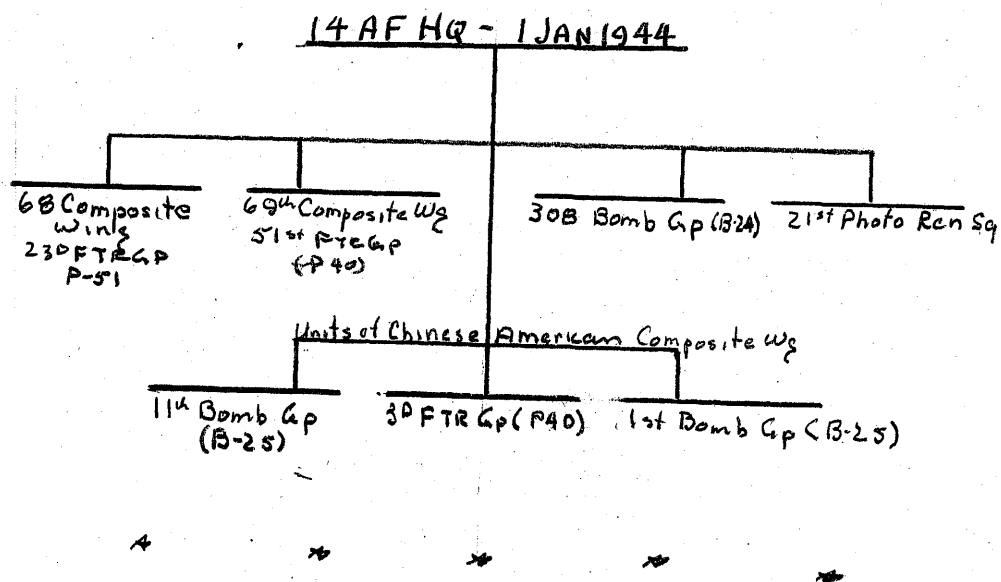 14 AF HQ - 1 JAN 1944
68 Composite
Wing
23D FTR GP
P-51
69th Composite Wg
51st FTR GP
(P40)
308 Bomb Gp (B-24)
21st Photo Rcn Sq
Units of Chinese American Composite Wg
11th Bomb Gp
(B-25)
3D FTR Gp (P40)
1st Bomb Gp (B-25)